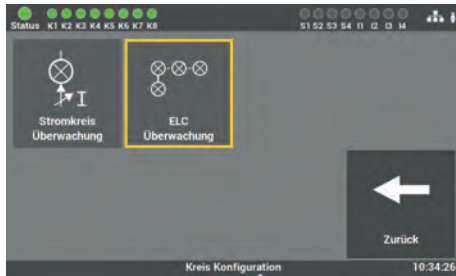 Status K1 K2 K3 K4 K5 K6 K7 K8 S1 S2 S3 S4 I1 I2 I3 I4
I
Stromkreis
Überwachung
ELC
Überwachung
Zurück
Kreis Konfiguration 10:34:26